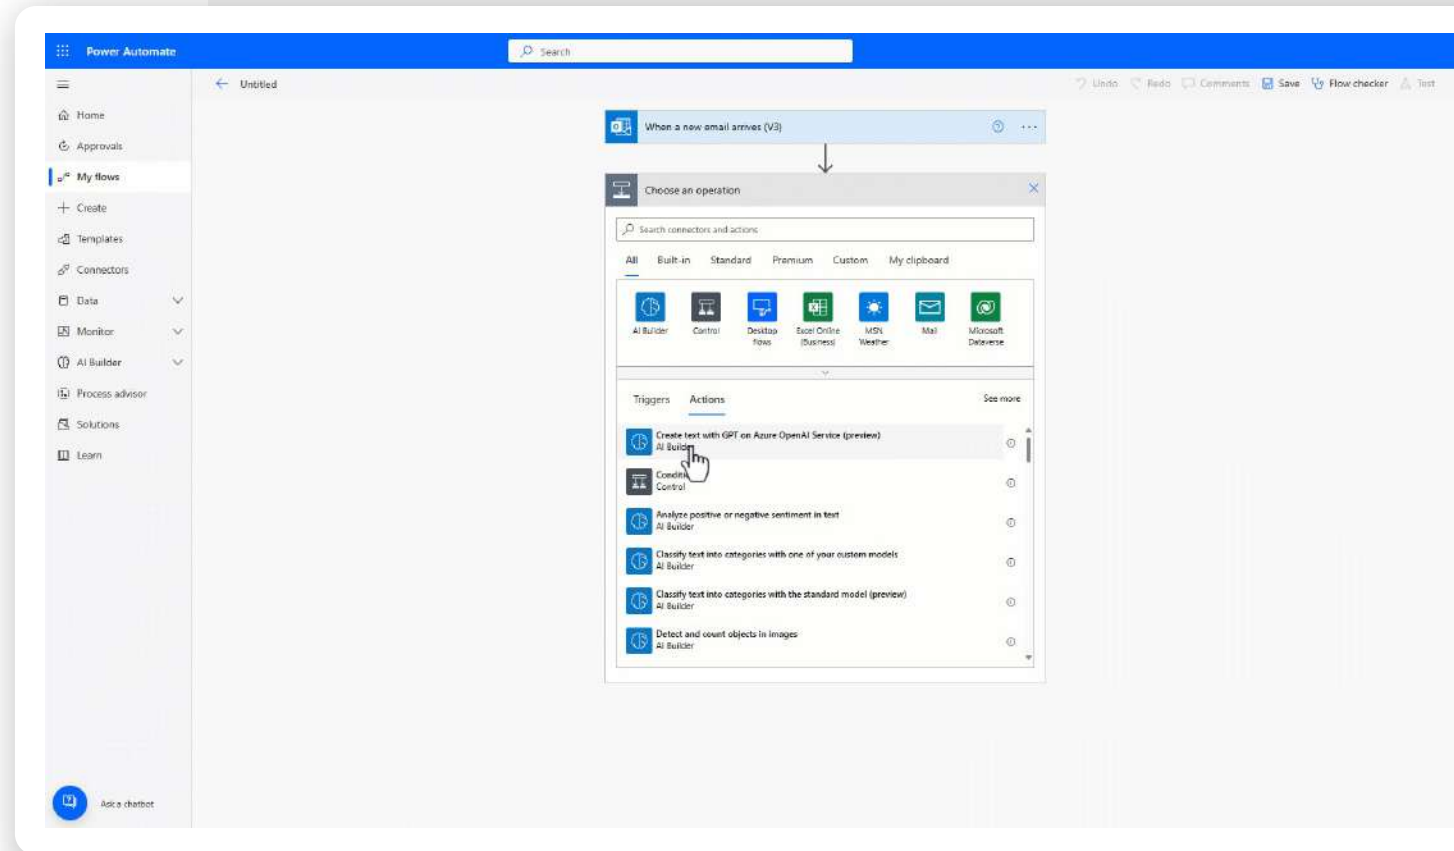 Power Automate
Search
Untitled
Undo Redo Comments Save Flow checker Test
Home
Approvals
My flows
Create
Templates
Connectors
Data
Monitor
AI Builder
Process advisor
Solutions
Learn
Ask a chatbot
When a new email arrives (V3)
Choose an operation
Search connectors and actions
All Built-in Standard Premium Custom My clipboard
AI Builder Control Desktop flows Excel Online (Business) MSN Weather Mail Microsoft Dataverse
Triggers Actions See more
Create text with GPT on Azure OpenAI Service (preview)
AI Builder
Control
Analyze positive or negative sentiment in text
AI Builder
Classify text into categories with one of your custom models
AI Builder
Classify text into categories with the standard model (preview)
AI Builder
Detect and count objects in images
AI Builder